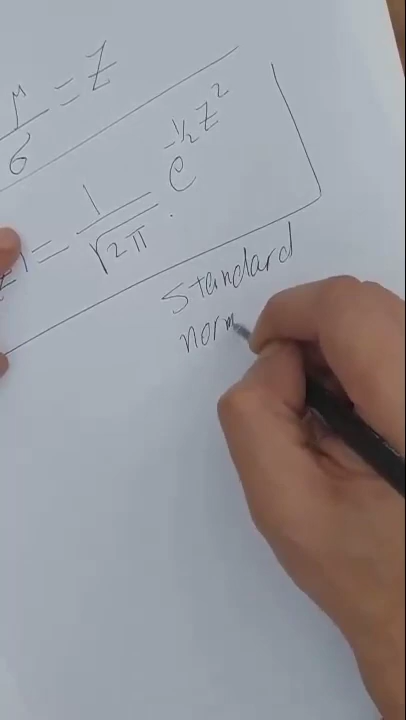 μ/σ = Z
z) = 1/√2π · e^-½Z²
Standard
norm